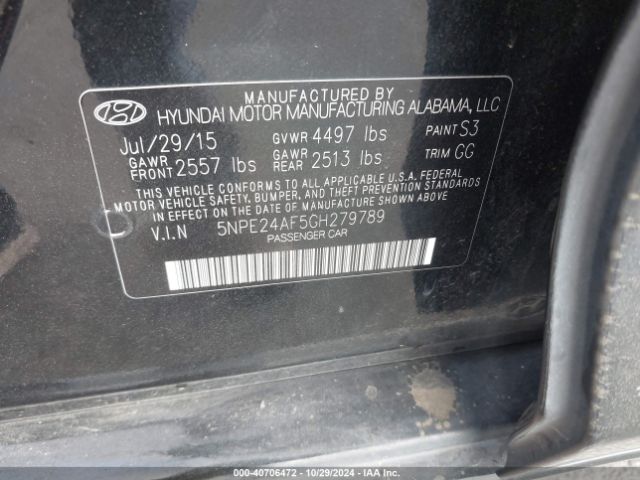 MANUFACTURED BY
HYUNDAI MOTOR MANUFACTURING ALABAMA, LLC
Jul/29/15 GVWR 4497 lbs PAINT S3
GAWR FRONT 2557 lbs GAWR REAR 2513 lbs TRIM GG
THIS VEHICLE CONFORMS TO ALL APPLICABLE U.S.A. FEDERAL
MOTOR VEHICLE SAFETY, BUMPER, AND THEFT PREVENTION STANDARDS
IN EFFECT ON THE DATE OF MANUFACTURE SHOWN ABOVE.
V.I.N 5NPE24AF5GH279789
PASSENGER CAR
000-40706472 • 10/29/2024 • IAA Inc.